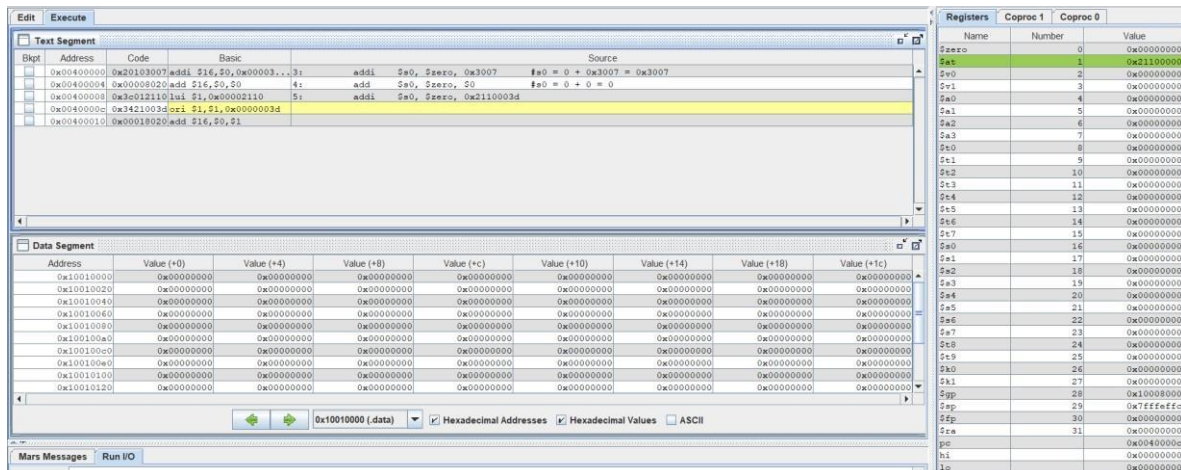 Edit Execute
Text Segment
Bkpt Address Code Basic Source
0x00400000 0x20103007 addi $16,$0,0x00003... 3: addi $s0, $zero, 0x3007 #s0 = 0 + 0x3007 = 0x3007
0x00400004 0x00008020 add $16,$0,$0 4: add $s0, $zero, $0 #s0 = 0 + 0 = 0
0x00400008 0x3c012110 lui $1,0x00002110 5: addi $s0, $zero, 0x2110003d
0x0040000c 0x3421003d ori $1,$1,0x0000003d
0x00400010 0x00018020 add $16,$0,$1
Data Segment
Address Value (+0) Value (+4) Value (+8) Value (+c) Value (+10) Value (+14) Value (+18) Value (+1c)
0x10010000 0x00000000 0x00000000 0x00000000 0x00000000 0x00000000 0x00000000 0x00000000 0x00000000
0x10010020 0x00000000 0x00000000 0x00000000 0x00000000 0x00000000 0x00000000 0x00000000 0x00000000
0x10010040 0x00000000 0x00000000 0x00000000 0x00000000 0x00000000 0x00000000 0x00000000 0x00000000
0x10010060 0x00000000 0x00000000 0x00000000 0x00000000 0x00000000 0x00000000 0x00000000 0x00000000
0x10010080 0x00000000 0x00000000 0x00000000 0x00000000 0x00000000 0x00000000 0x00000000 0x00000000
0x100100a0 0x00000000 0x00000000 0x00000000 0x00000000 0x00000000 0x00000000 0x00000000 0x00000000
0x100100c0 0x00000000 0x00000000 0x00000000 0x00000000 0x00000000 0x00000000 0x00000000 0x00000000
0x100100e0 0x00000000 0x00000000 0x00000000 0x00000000 0x00000000 0x00000000 0x00000000 0x00000000
0x10010100 0x00000000 0x00000000 0x00000000 0x00000000 0x00000000 0x00000000 0x00000000 0x00000000
0x10010120 0x00000000 0x00000000 0x00000000 0x00000000 0x00000000 0x00000000 0x00000000 0x00000000
0x10010000 (.data) Hexadecimal Addresses Hexadecimal Values ASCII
Mars Messages Run I/O
Registers Coproc 1 Coproc 0
Name Number Value
$zero 0 0x00000000
$at 1 0x21100000
$v0 2 0x00000000
$v1 3 0x00000000
$a0 4 0x00000000
$a1 5 0x00000000
$a2 6 0x00000000
$a3 7 0x00000000
$t0 8 0x00000000
$t1 9 0x00000000
$t2 10 0x00000000
$t3 11 0x00000000
$t4 12 0x00000000
$t5 13 0x00000000
$t6 14 0x00000000
$t7 15 0x00000000
$s0 16 0x00000000
$s1 17 0x00000000
$s2 18 0x00000000
$s3 19 0x00000000
$s4 20 0x00000000
$s5 21 0x00000000
$s6 22 0x00000000
$s7 23 0x00000000
$t8 24 0x00000000
$t9 25 0x00000000
$k0 26 0x00000000
$k1 27 0x00000000
$gp 28 0x10008000
$sp 29 0x7fffeffc
$fp 30 0x00000000
$ra 31 0x00000000
pc 0x0040000c
hi 0x00000000
lo 0x00000000